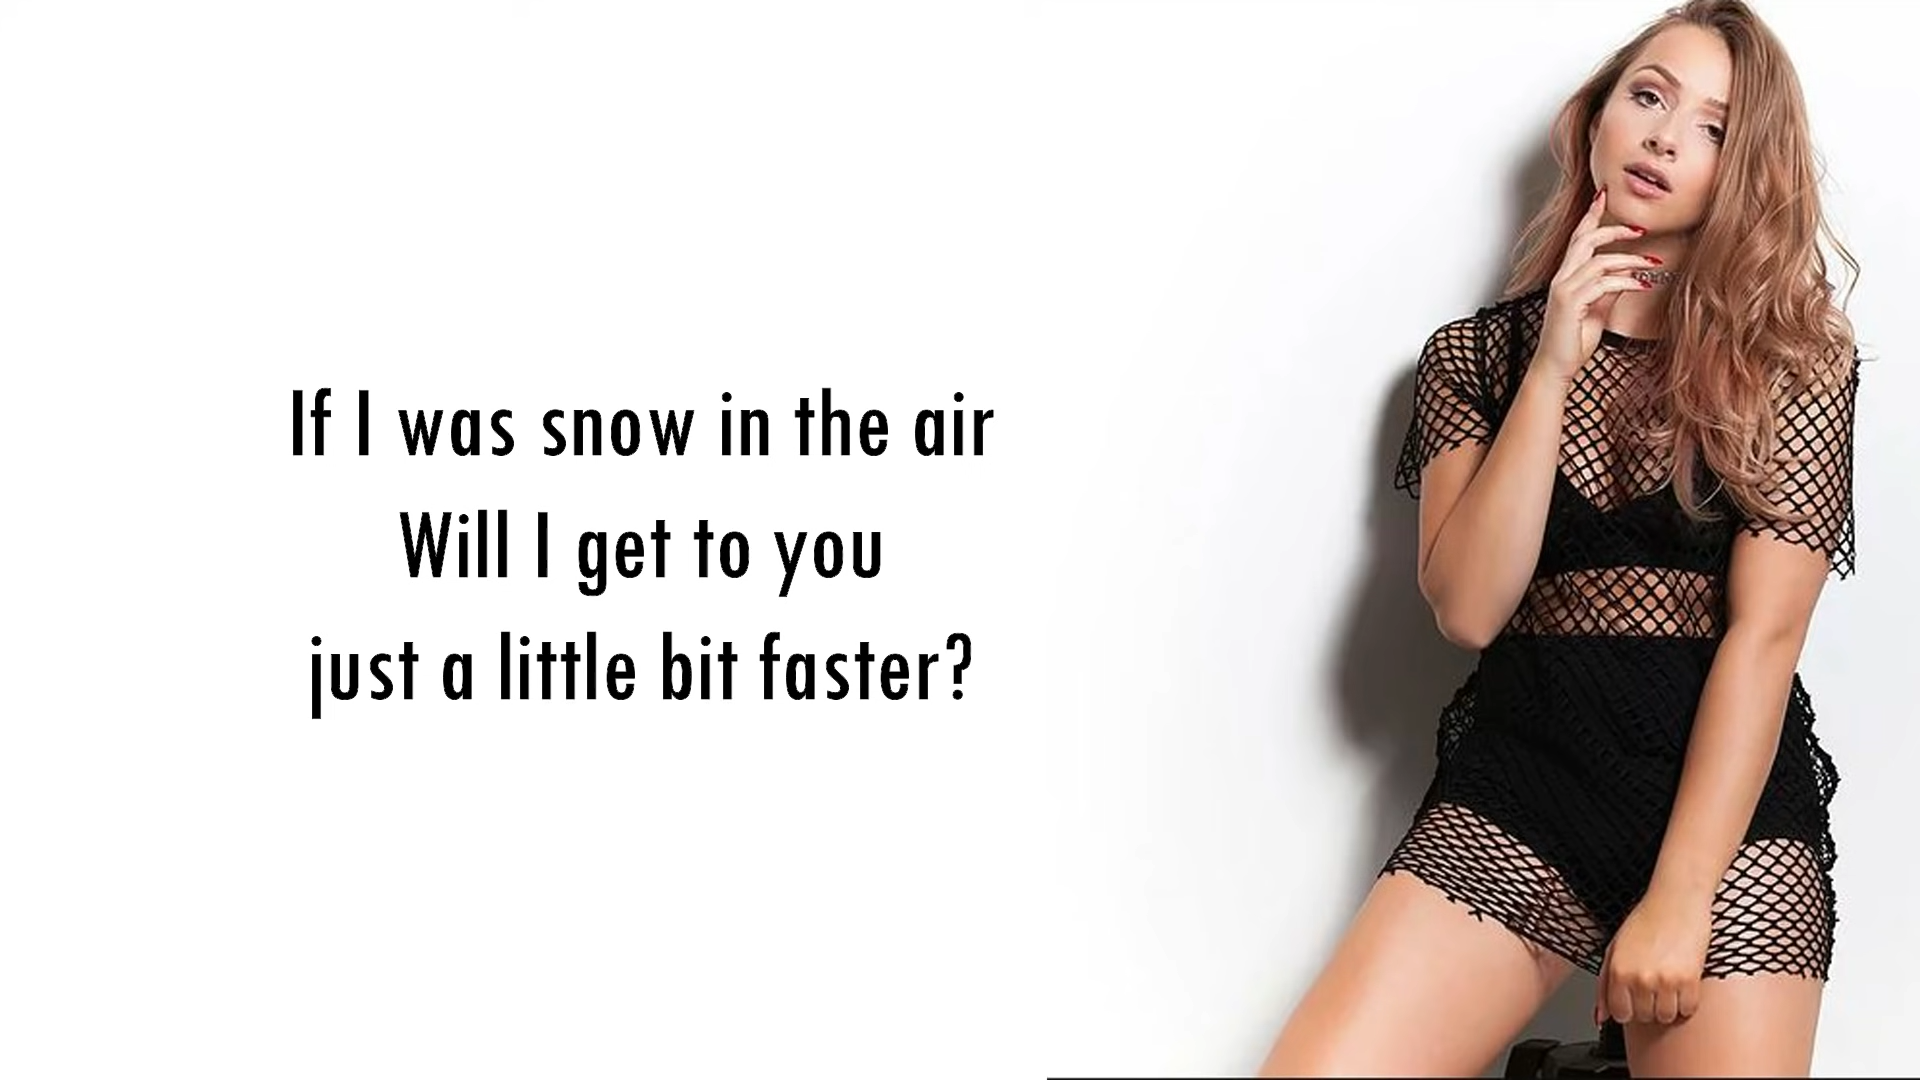 If I was snow in the air
Will I get to you
just a little bit faster?